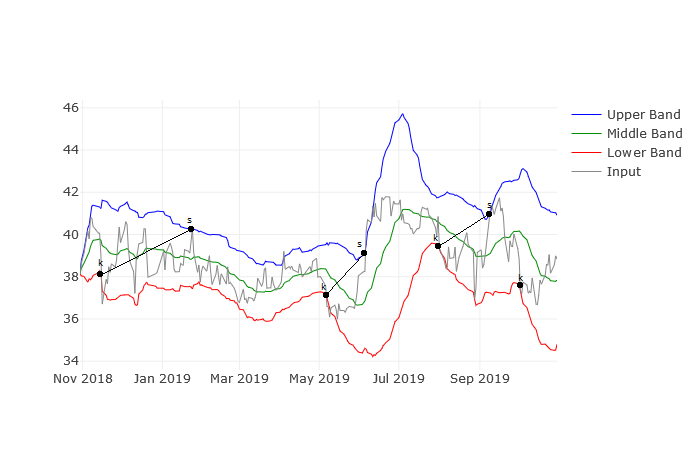 46
44
42
40
38
36
34
Nov 2018
Jan 2019
Mar 2019
May 2019
Jul 2019
Sep 2019
k
s
k
s
k
s
k
Upper Band
Middle Band
Lower Band
Input